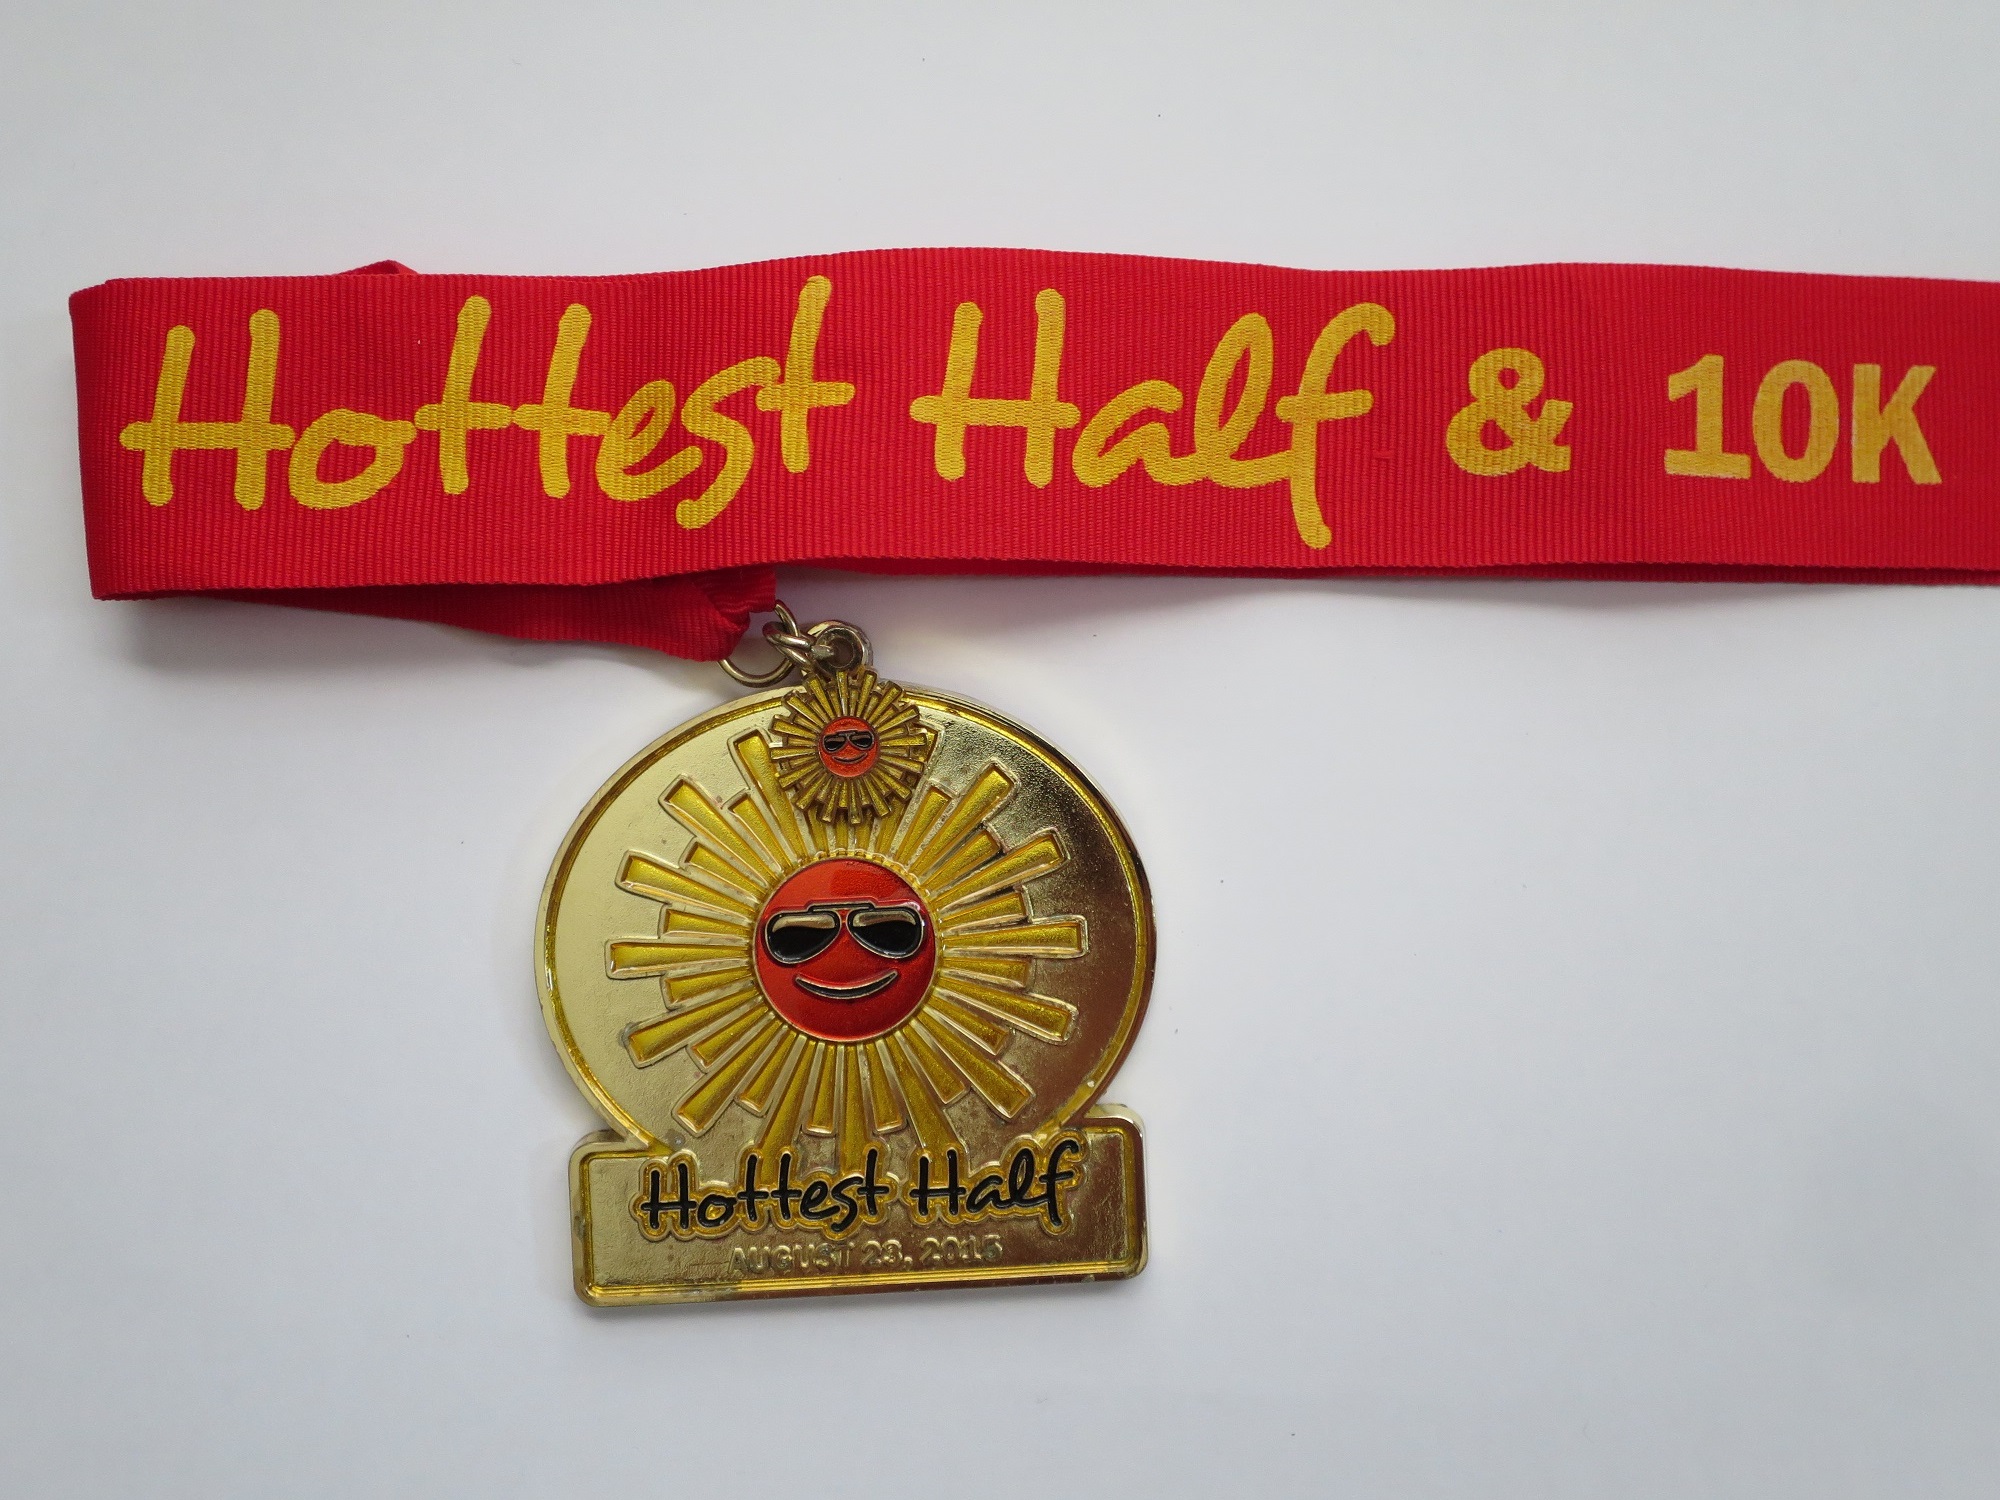 Hottest Half & 10K
Hottest Half
AUGUST 23, 2015